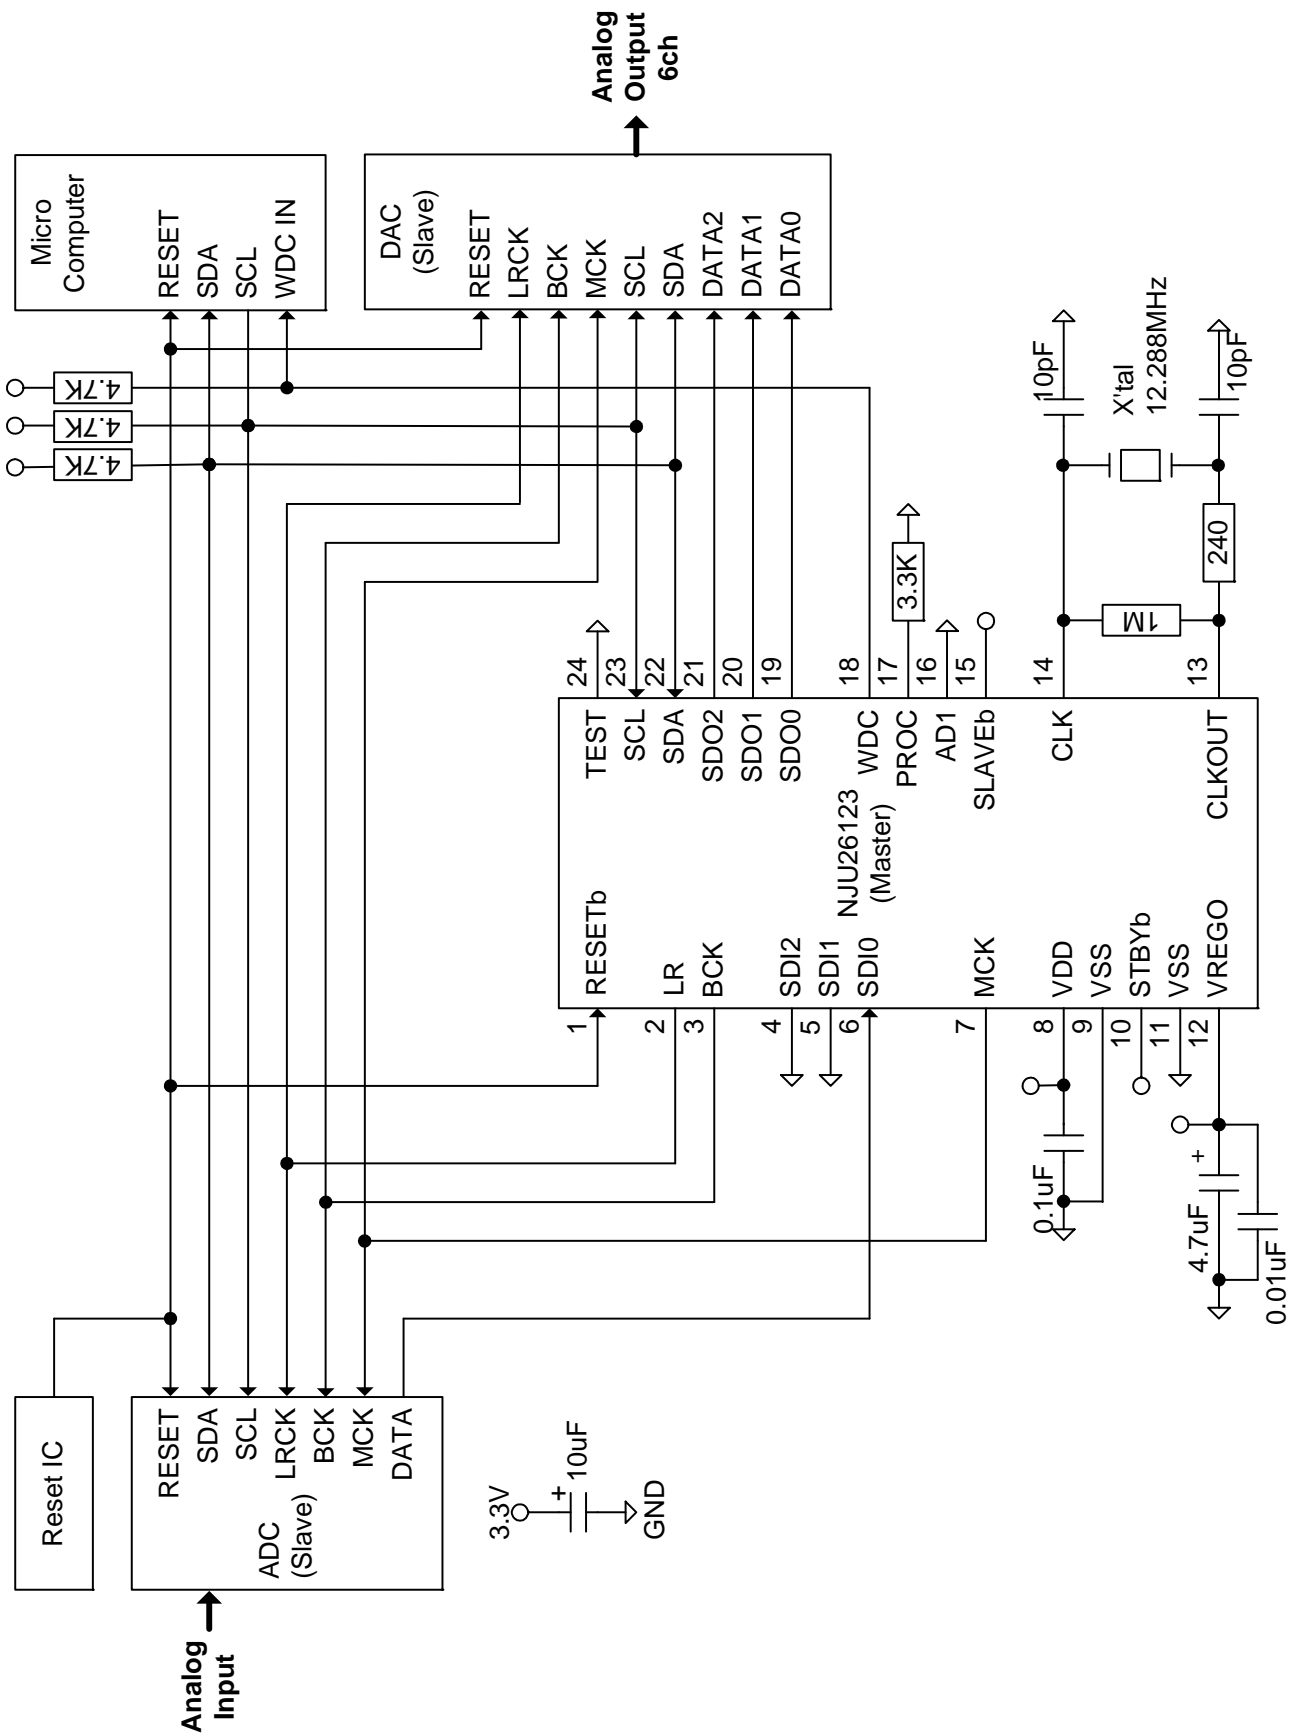 Analog
Input
Reset IC
ADC
(Slave)
RESET
SDA
SCL
LRCK
BCK
MCK
DATA
3.3V
+
10uF
GND
Micro
Computer
RESET
SDA
SCL
WDC IN
4.7K
4.7K
4.7K
DAC
(Slave)
RESET
LRCK
BCK
MCK
SCL
SDA
DATA2
DATA1
DATA0
Analog
Output
6ch
NJU26123
(Master)
1
RESETb
2
LR
3
BCK
4
SDI2
5
SDI1
6
SDI0
7
MCK
8
VDD
9
VSS
10
STBYb
11
VSS
12
VREGO
TEST
24
SCL
23
SDA
22
SDO2
21
SDO1
20
SDO0
19
WDC
18
PROC
17
AD1
16
SLAVEb
15
CLK
14
CLKOUT
13
3.3K
0.1uF
+
4.7uF
0.01uF
1M
240
10pF
X'tal
12.288MHz
10pF